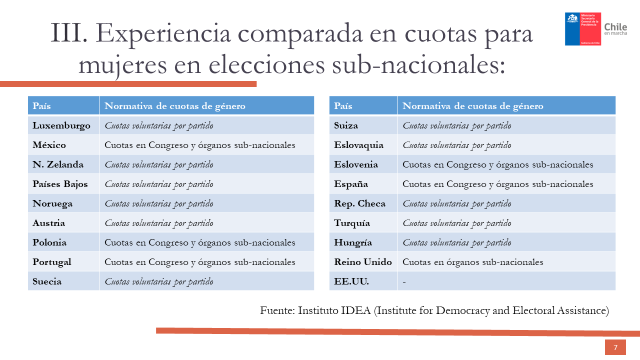 III. Experiencia comparada en cuotas para
mujeres en elecciones sub-nacionales:
Chile
en marcha
País Normativa de cuotas de género
Luxemburgo Cuotas voluntarias por partido
México Cuotas en Congreso y órganos sub-nacionales
N. Zelanda Cuotas voluntarias por partido
Países Bajos Cuotas voluntarias por partido
Noruega Cuotas voluntarias por partido
Austria Cuotas voluntarias por partido
Polonia Cuotas en Congreso y órganos sub-nacionales
Portugal Cuotas en Congreso y órganos sub-nacionales
Suecia Cuotas voluntarias por partido
País Normativa de cuotas de género
Suiza Cuotas voluntarias por partido
Eslovaquia Cuotas voluntarias por partido
Eslovenia Cuotas en Congreso y órganos sub-nacionales
España Cuotas en Congreso y órganos sub-nacionales
Rep. Checa Cuotas voluntarias por partido
Turquía Cuotas voluntarias por partido
Hungría Cuotas voluntarias por partido
Reino Unido Cuotas en órganos sub-nacionales
EE.UU. -
Fuente: Instituto IDEA (Institute for Democracy and Electoral Assistance)
7